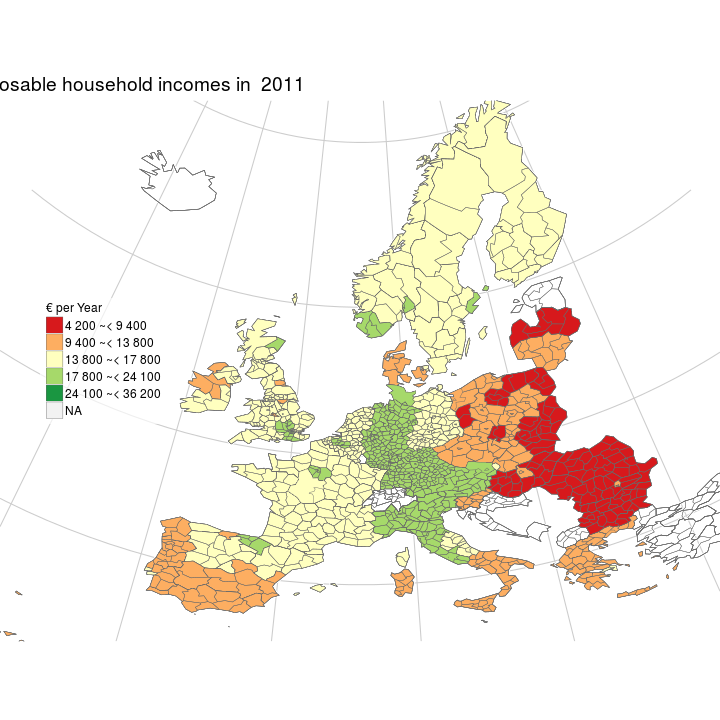 osable household incomes in 2011
€ per Year
4 200 ~< 9 400
9 400 ~< 13 800
13 800 ~< 17 800
17 800 ~< 24 100
24 100 ~< 36 200
NA